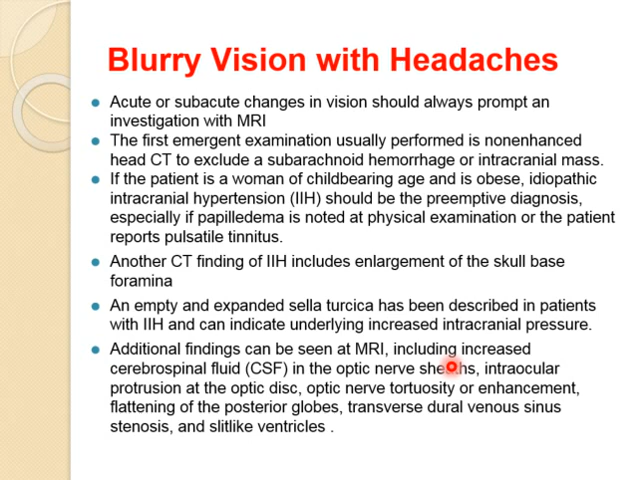 Blurry Vision with Headaches
Acute or subacute changes in vision should always prompt an
investigation with MRI
The first emergent examination usually performed is nonenhanced
head CT to exclude a subarachnoid hemorrhage or intracranial mass.
If the patient is a woman of childbearing age and is obese, idiopathic
intracranial hypertension (IIH) should be the preemptive diagnosis,
especially if papilledema is noted at physical examination or the patient
reports pulsatile tinnitus.
Another CT finding of IIH includes enlargement of the skull base
foramina
An empty and expanded sella turcica has been described in patients
with IIH and can indicate underlying increased intracranial pressure.
Additional findings can be seen at MRI, including increased
cerebrospinal fluid (CSF) in the optic nerve sheaths, intraocular
protrusion at the optic disc, optic nerve tortuosity or enhancement,
flattening of the posterior globes, transverse dural venous sinus
stenosis, and slitlike ventricles .